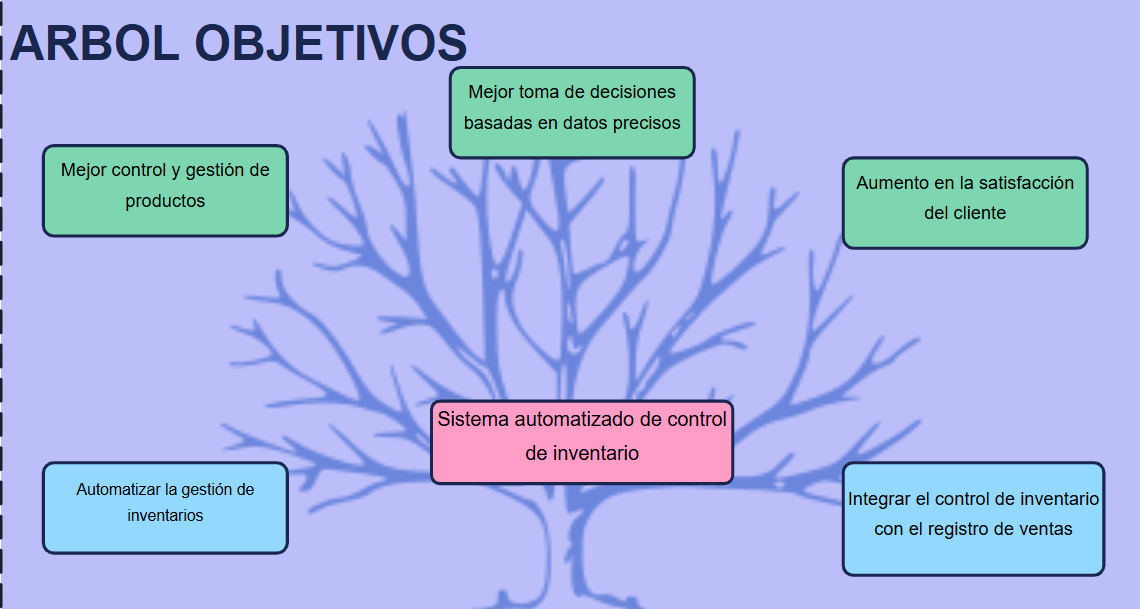 ARBOL OBJETIVOS
Mejor toma de decisiones
basadas en datos precisos
Mejor control y gestión de
productos
Aumento en la satisfacción
del cliente
Sistema automatizado de control
de inventario
Automatizar la gestión de
inventarios
Integrar el control de inventario
con el registro de ventas